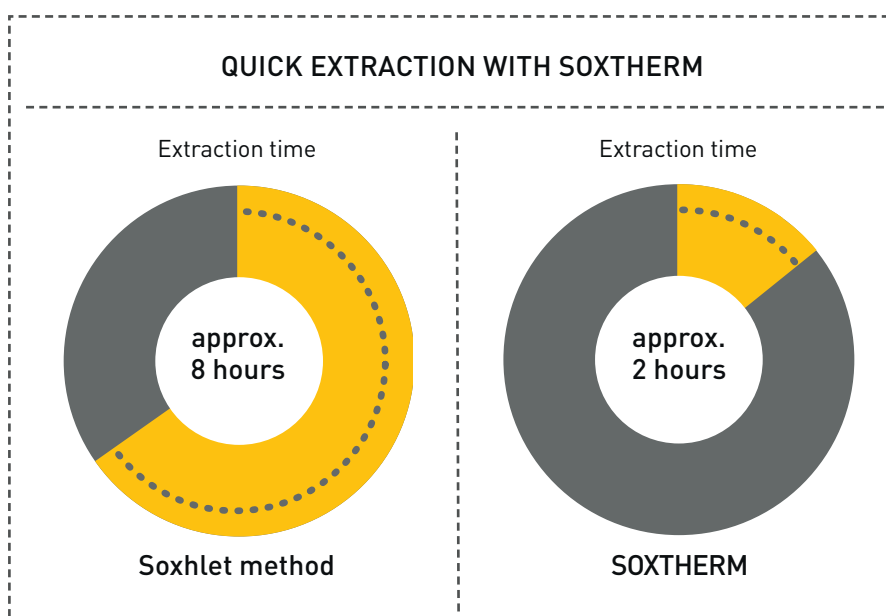 QUICK EXTRACTION WITH SOXTHERM
Extraction time
approx.
8 hours
Soxhlet method
Extraction time
approx.
2 hours
SOXTHERM